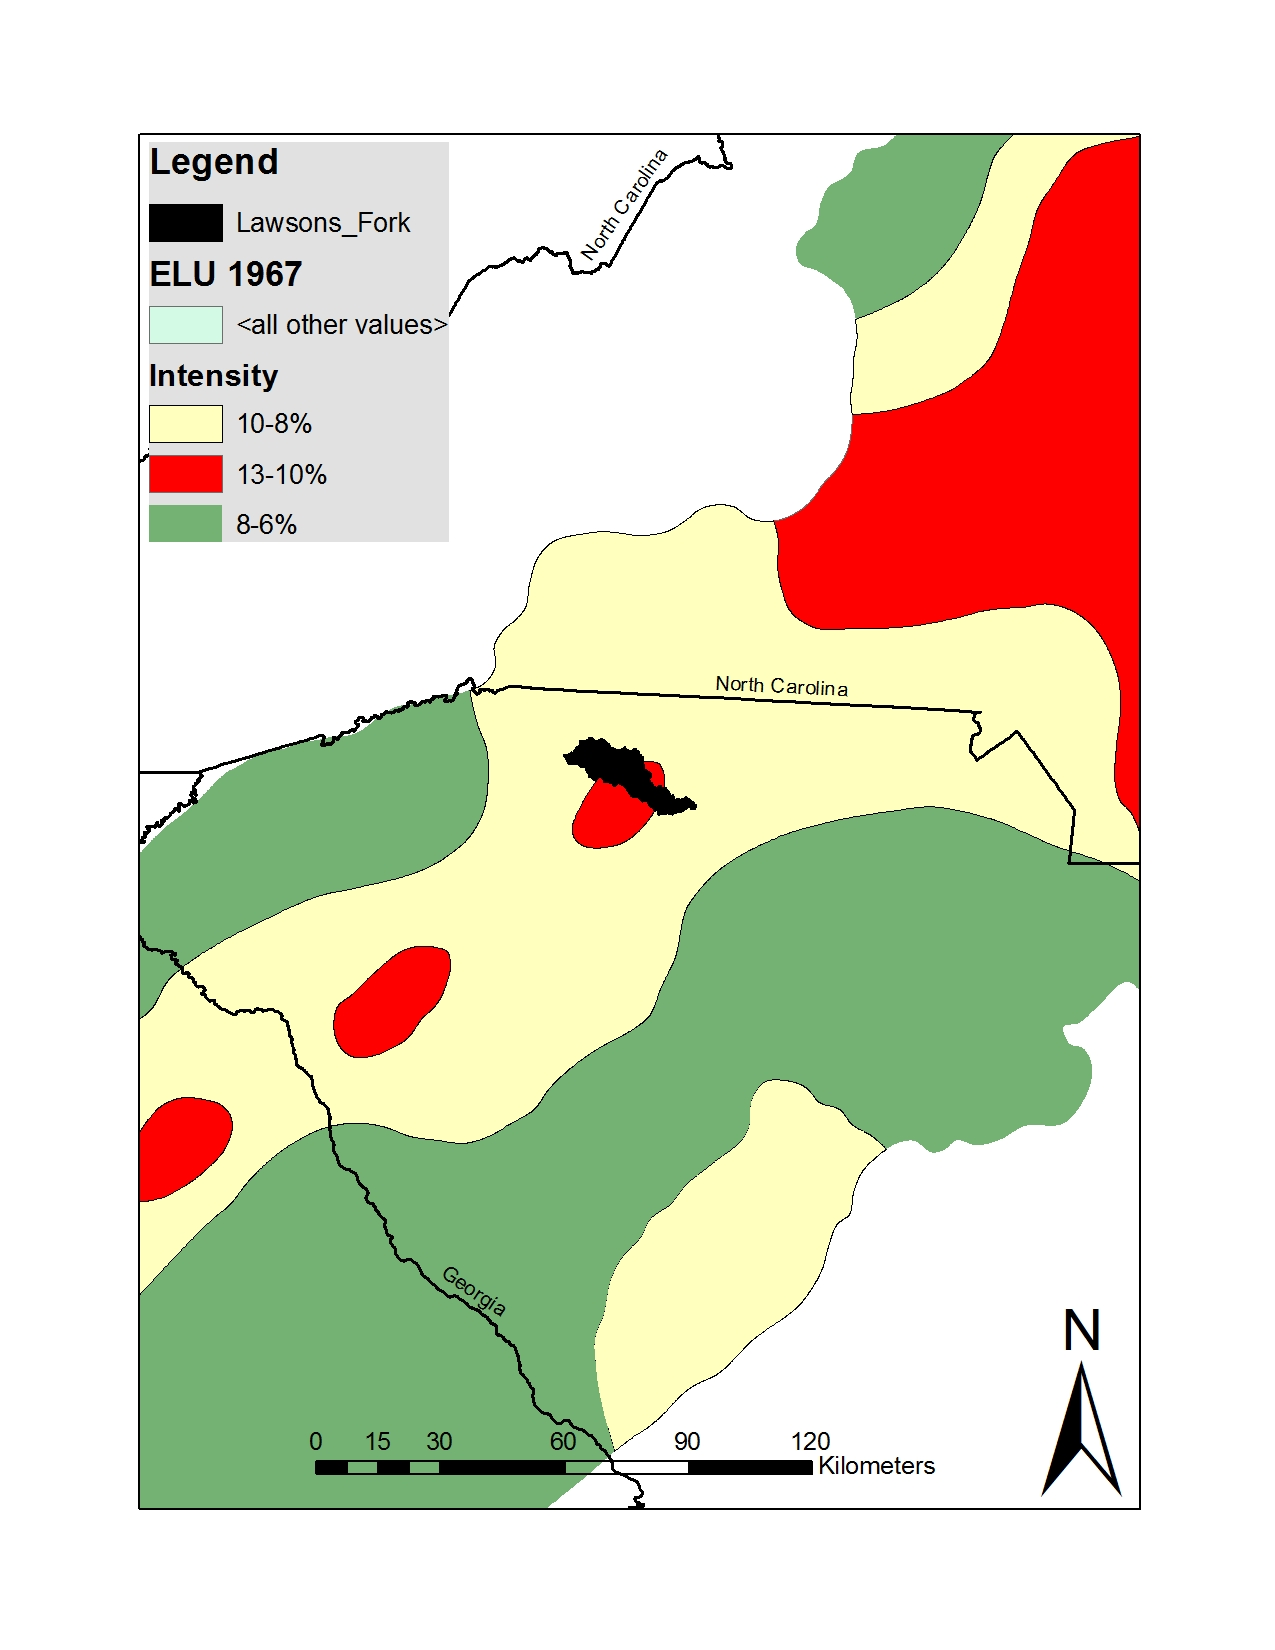 Legend
Lawsons_Fork
ELU 1967
<all other values>
Intensity
10-8%
13-10%
8-6%
North Carolina
North Carolina
Georgia
N
0 15 30 60 90 120
Kilometers